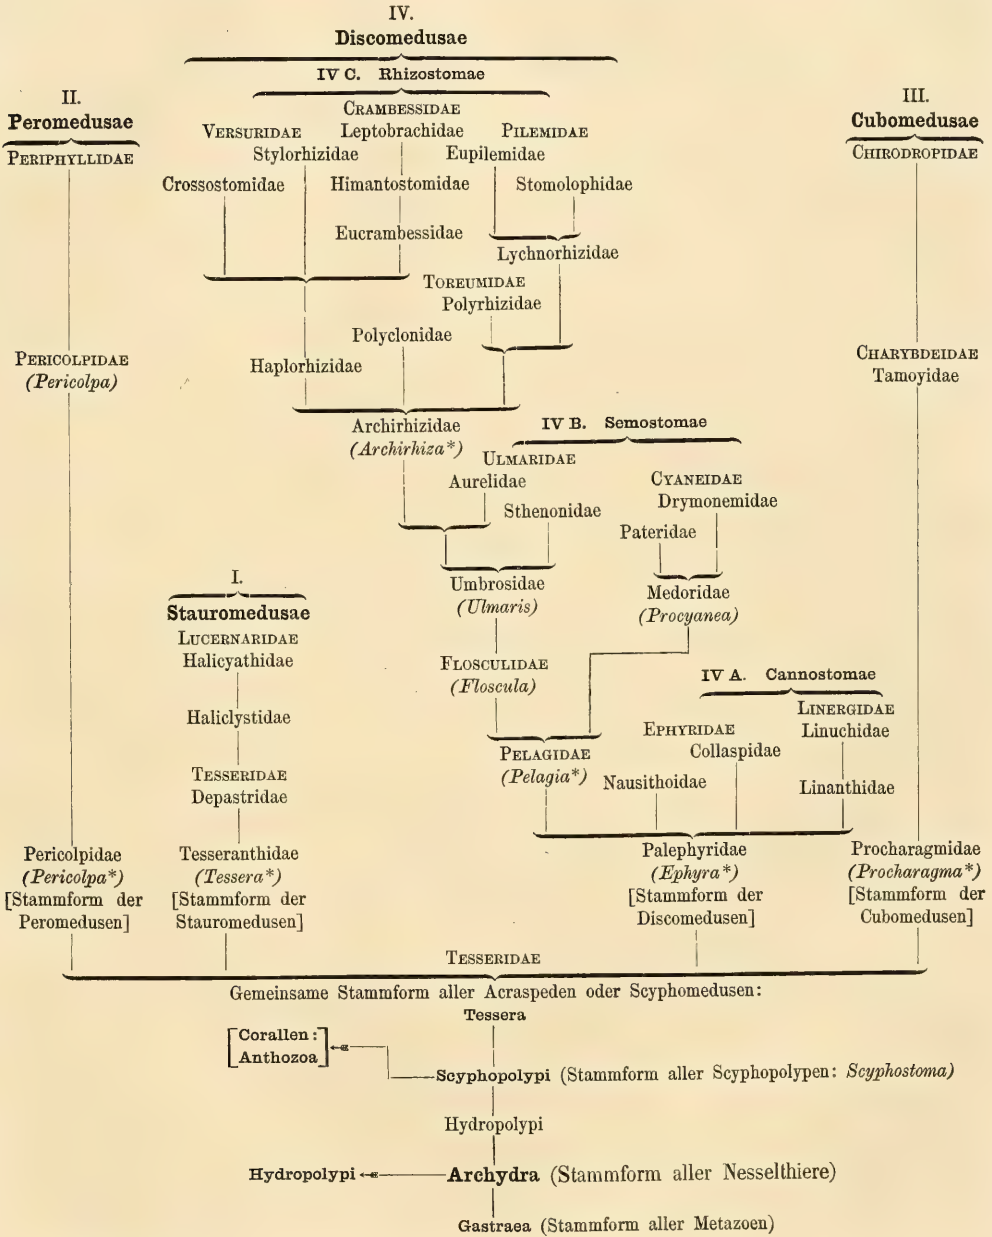 IV.
Discomedusae
IV C. Rhizostomae
II.
Peromedusae
III.
Cubomedusae
CRAMBESSIDAE
VERSURIDAE Leptobrachidae PILEMIDAE
PERIPHYLLIDAE Stylorhizidae Eupilemidae CHIRODROPIDAE
Crossostomidae Himantostomidae Stomolophidae
Eucrambessidae
Lychnorhizidae
TOREUMIDAE
Polyrhizidae
Polyclonidae
PERICOLPIDAE
(Pericolpa)
Haplorhizidae
CHARYBDEIDAE
Tamoyidae
Archirhizidae
(Archirhiza*)
IV B. Semostomae
ULMARIDAE
Aurelidae
CYANEIDAE
Drymonemidae
Sthenonidae
Pateridae
I.
Stauromedusae
Umbrosidae
(Ulmaris)
Medoridae
(Procyanea)
LUCERNARIDAE
Halicyathidae
FLOSCULIDAE
(Floscula)
IV A. Cannostomae
Haliclystidae
LINERGIDAE
Linuchidae
EPHYRIDAE
Collaspidae
PELAGIDAE
(Pelagia*)
TESSERIDAE
Depastridae
Nausithoidae
Linanthidae
Pericolpidae
(Pericolpa*)
[Stammform der
Peromedusen]
Tesseranthidae
(Tessera*)
[Stammform der
Stauromedusen]
Palephyridae
(Ephyra*)
[Stammform der
Discomedusen]
Procharagmidae
(Procharagma*)
[Stammform der
Cubomedusen]
TESSERIDAE
Gemeinsame Stammform aller Acraspeden oder Scyphomedusen:
Tessera
[Corallen:
Anthozoa]
Scyphopolypi (Stammform aller Scyphopolypen: Scyphostoma)
Hydropolypi
Hydropolypi Archydra (Stammform aller Nesselthiere)
Gastraea (Stammform aller Metazoen)